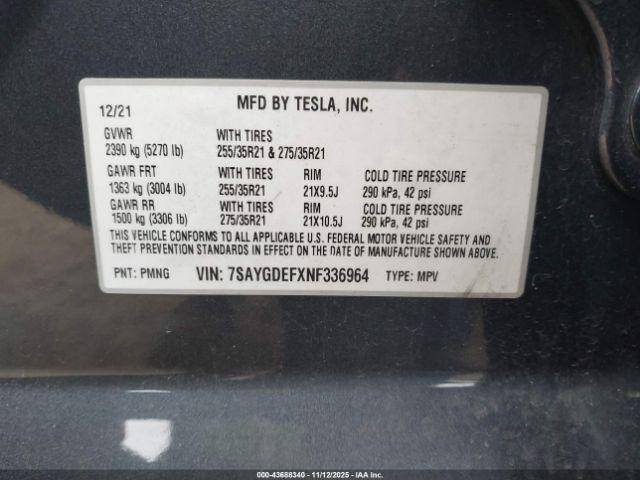 12/21 MFD BY TESLA, INC.
GVWR WITH TIRES
2390 kg (5270 lb) 255/35R21 & 275/35R21
GAWR FRT WITH TIRES RIM COLD TIRE PRESSURE
1363 kg (3004 lb) 255/35R21 21X9.5J 290 kPa, 42 psi
GAWR RR WITH TIRES RIM COLD TIRE PRESSURE
1500 kg (3306 lb) 275/35R21 21X10.5J 290 kPa, 42 psi
THIS VEHICLE CONFORMS TO ALL APPLICABLE U.S. FEDERAL MOTOR VEHICLE SAFETY AND
THEFT PREVENTION STANDARDS IN EFFECT ON THE DATE OF MANUFACTURE SHOWN ABOVE.
PNT: PMNG VIN: 7SAYGDEFXNF336964 TYPE: MPV
000-43688340 - 11/12/2025 - IAAI Inc.